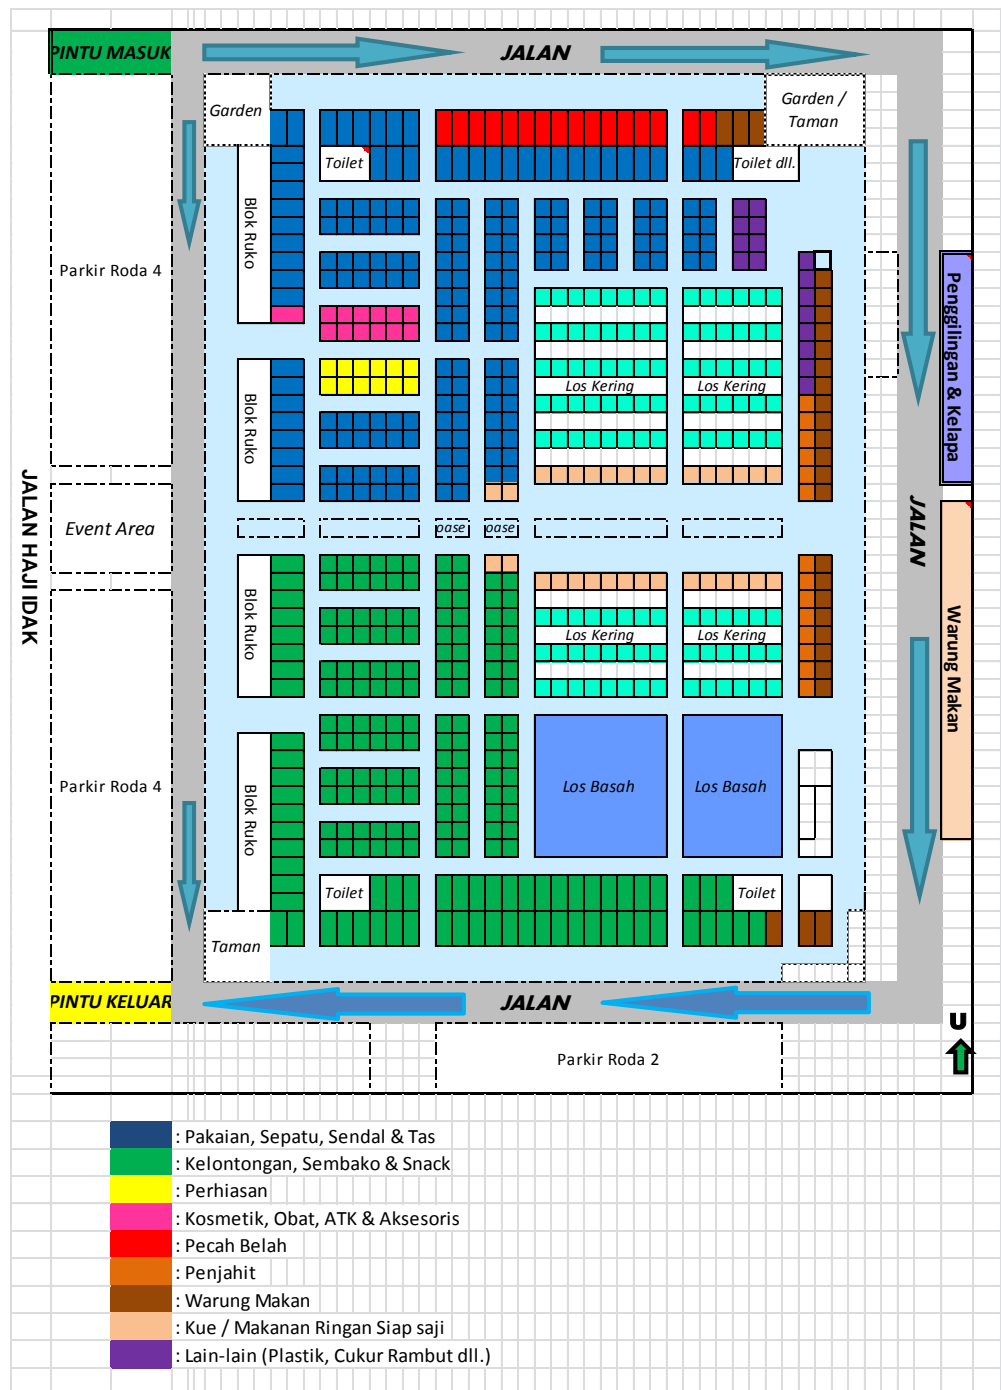 PINTU MASUK
JALAN
Garden
Garden /
Taman
Toilet
Toilet dll.
Blok Ruko
Parkir Roda 4
Penggilingan & Kelapa
Los Kering
Los Kering
Blok Ruko
JALAN HAJI IDAK
Event Area
pase
pase
JALAN
Blok Ruko
Los Kering
Los Kering
Warung Makan
Parkir Roda 4
Blok Ruko
Los Basah
Los Basah
Toilet
Toilet
Taman
PINTU KELUAR
JALAN
U
Parkir Roda 2
: Pakaian, Sepatu, Sendal & Tas
: Kelontongan, Sembako & Snack
: Perhiasan
: Kosmetik, Obat, ATK & Aksesoris
: Pecah Belah
: Penjahit
: Warung Makan
: Kue / Makanan Ringan Siap saji
: Lain-lain (Plastik, Cukur Rambut dll.)